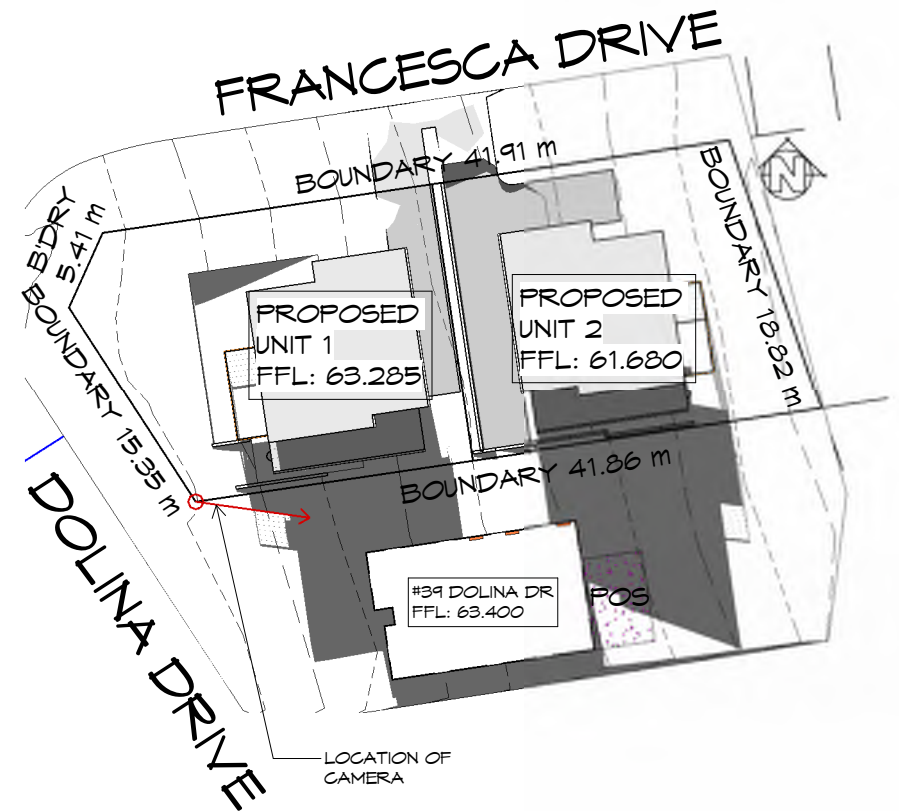 FRANCESCA DRIVE
BOUNDARY 41.91 m
N
B'DRY
5.41 m
BOUNDARY 18.82 m
BOUNDARY 15.35 m
PROPOSED
UNIT 1
FFL: 63.285
PROPOSED
UNIT 2
FFL: 61.680
BOUNDARY 41.86 m
DOLINA DRIVE
#39 DOLINA DR
FFL: 63.400
POS
LOCATION OF
CAMERA